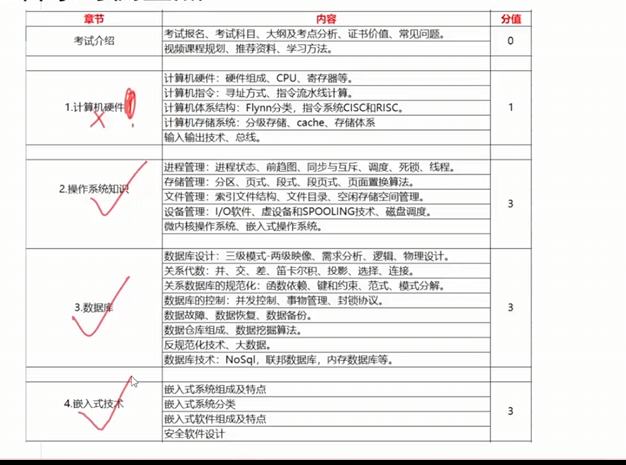 章节 内容 分值
考试介绍 考试报名、考试科目、大纲及考点分析、证书价值、常见问题。 0
视频课程规划、推荐资料、学习方法。
1.计算机硬件 计算机硬件：硬件组成、CPU、寄存器等。 1
计算机指令：寻址方式、指令流水线计算。
计算机体系结构：Flynn分类，指令系统CISC和RISC。
计算机存储系统：分级存储、cache、存储体系
输入输出技术、总线。
2.操作系统知识 进程管理：进程状态、前趋图、同步与互斥、调度、死锁、线程。 3
存储管理：分区、页式、段式、段页式、页面置换算法。
文件管理：索引文件结构、文件目录、空闲存储空间管理。
设备管理：I/O软件、虚设备和SPOOLING技术、磁盘调度。
微内核操作系统、嵌入式操作系统。
3.数据库 数据库设计：三级模式-两级映像、需求分析、逻辑、物理设计。 3
关系代数：并、交、差、笛卡尔积、投影、选择、连接。
关系数据库的规范化：函数依赖、键和约束、范式、模式分解。
数据库的控制：并发控制、事物管理、封锁协议。
数据故障、数据恢复、数据备份。
数据仓库组成、数据挖掘算法。
反规范化技术、大数据。
数据库技术：NoSql，联邦数据库，内存数据库等。
4.嵌入式技术 嵌入式系统组成及特点 3
嵌入式系统分类
嵌入式软件组成及特点
安全软件设计